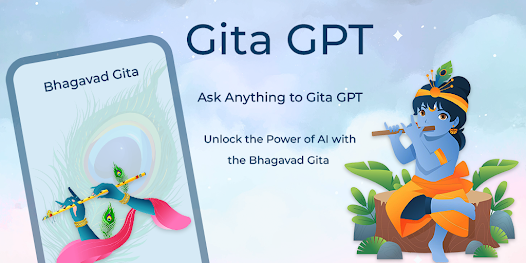 Gita GPT
Bhagavad Gita
Ask Anything to Gita GPT
Unlock the Power of AI with
the Bhagavad Gita